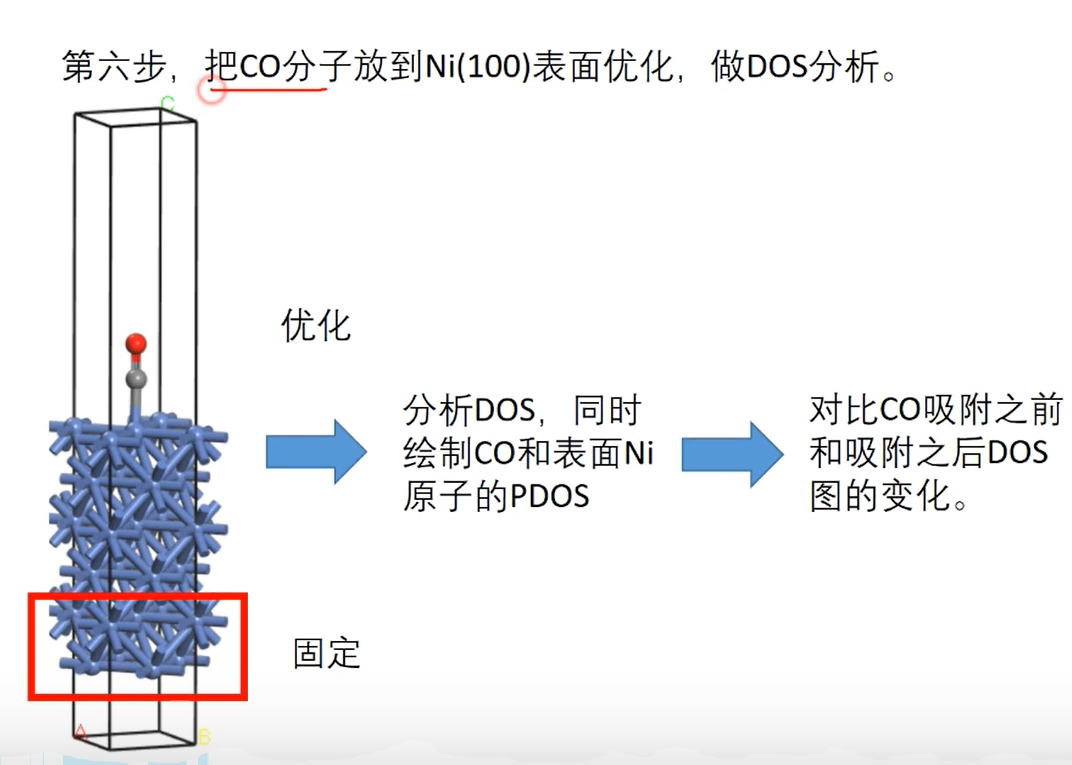 第六步，把CO分子放到Ni(100)表面优化，做DOS分析。
C
优化
分析DOS，同时
绘制CO和表面Ni
原子的PDOS
对比CO吸附之前
和吸附之后DOS
图的变化。
固定
A
B